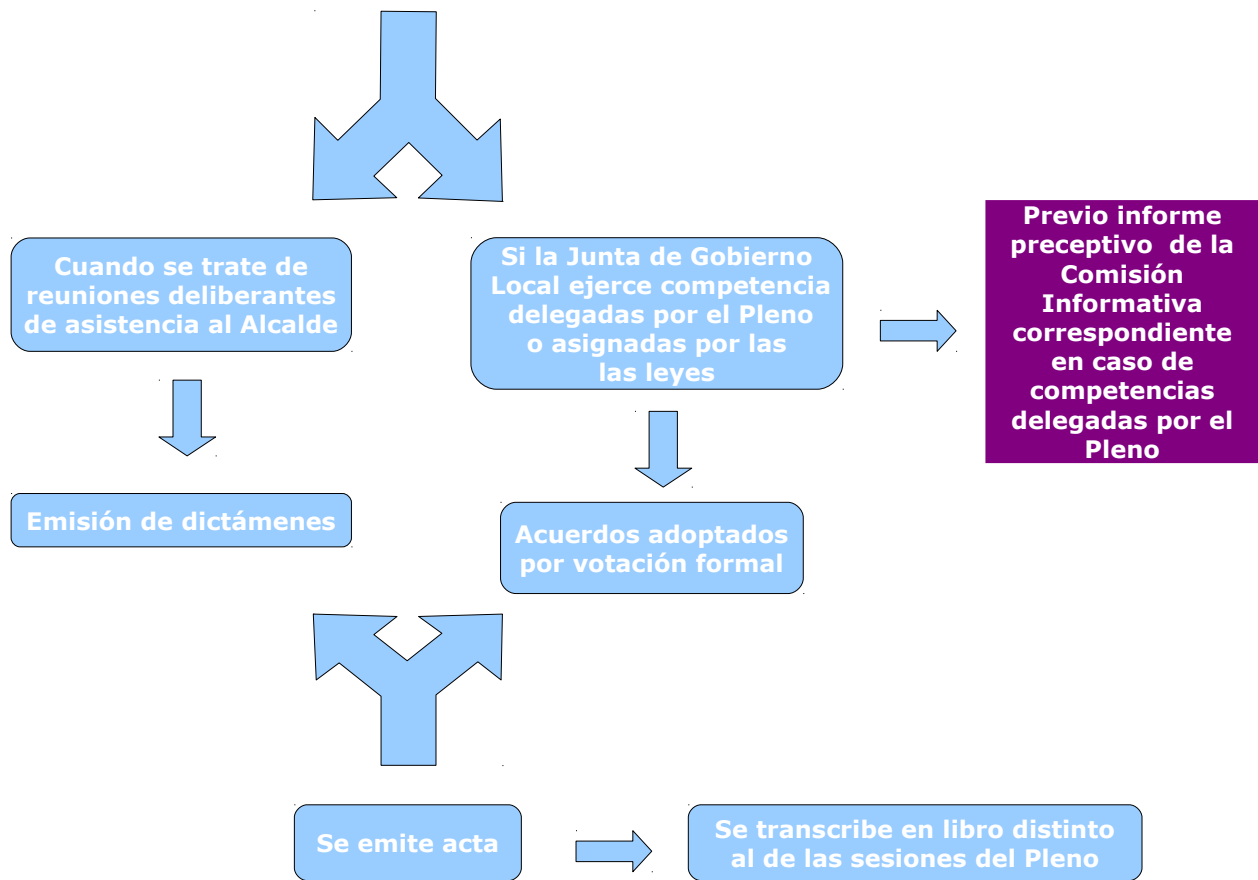 Cuando se trate de
reuniones deliberantes
de asistencia al Alcalde
Si la Junta de Gobierno
Local ejerce competencia
delegadas por el Pleno
o asignadas por las
las leyes
Previo informe
preceptivo de la
Comisión
Informativa
correspondiente
en caso de
competencias
delegadas por el
Pleno
Emisión de dictámenes
Acuerdos adoptados
por votación formal
Se emite acta
Se transcribe en libro distinto
al de las sesiones del Pleno